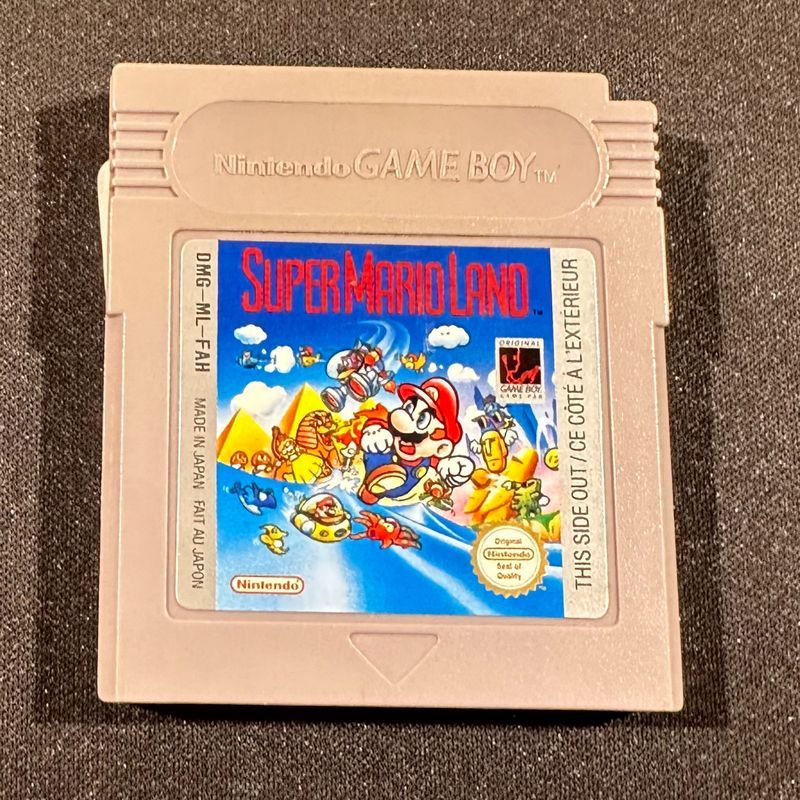 Nintendo GAME BOY TM
DMG-ML-FAH
MADE IN JAPAN FAIT AU JAPON
SUPER MARIO LAND
TM
ORIGINAL
GAME BOY
Nintendo
Original
Nintendo
Seal of
Quality
THIS SIDE OUT / CE CÔTÉ À L'EXTÉRIEUR